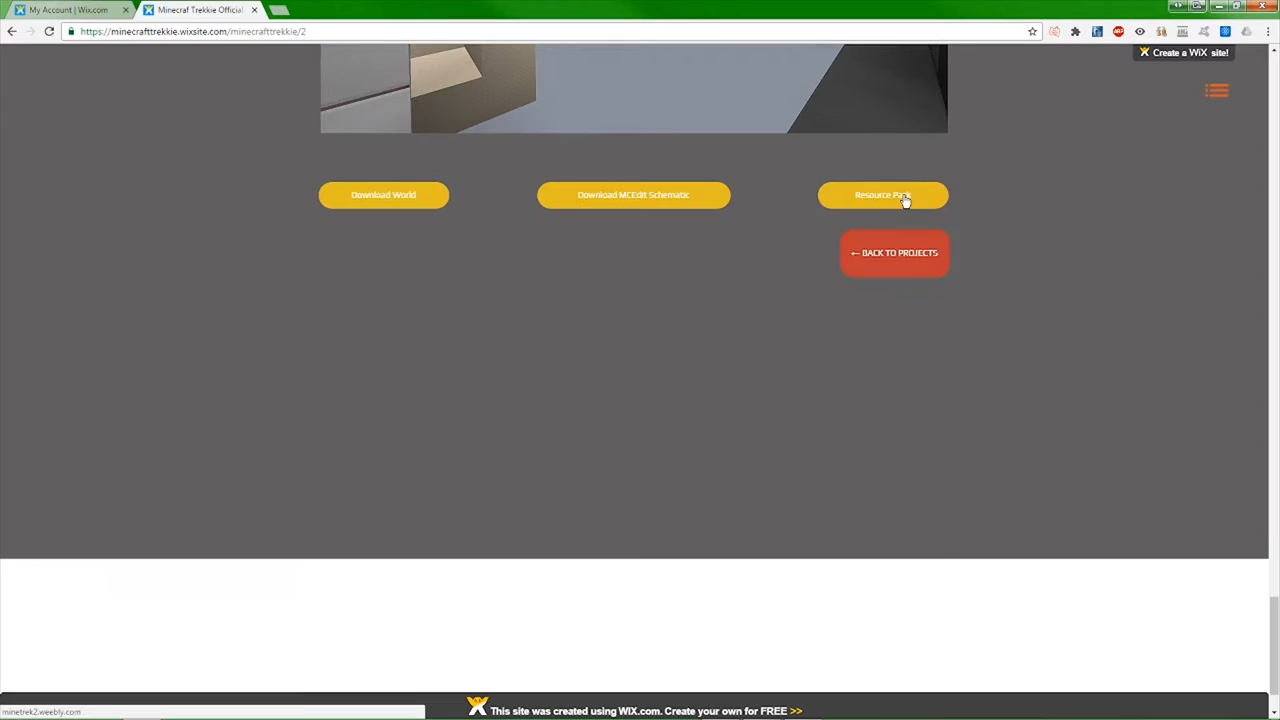 My Account | Wix.com
Minecraf Trekkie Official
https://minecrafttrekkie.wixsite.com/minecrafttrekkie/2
Create a WiX site!
Download World
Download MCEdit Schematic
Resource Pack
← BACK TO PROJECTS
minetrek2.weebly.com
This site was created using WIX.com. Create your own for FREE >>